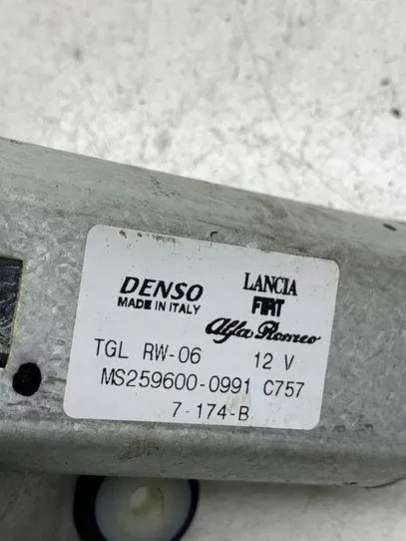 DENSO
MADE IN ITALY
LANCIA
FIAT
Alfa Romeo
TGL RW-06 12 V
MS259600-0991 C757
7-174-B